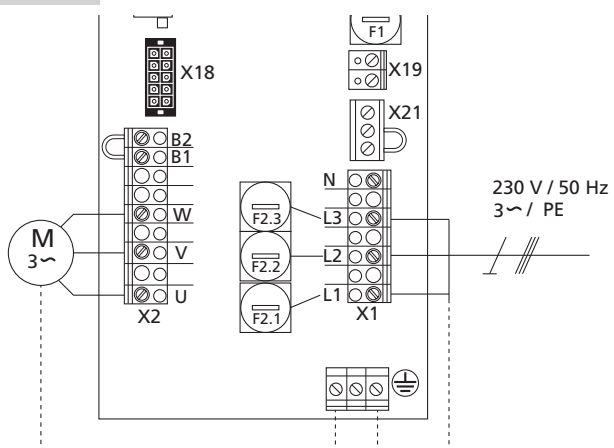 F1
X18
X19
X21
B2
B1
N
230 V / 50 Hz
3~ / PE
W
F2.3
L3
M
3~
V
F2.2
L2
U
F2.1
L1
X2
X1